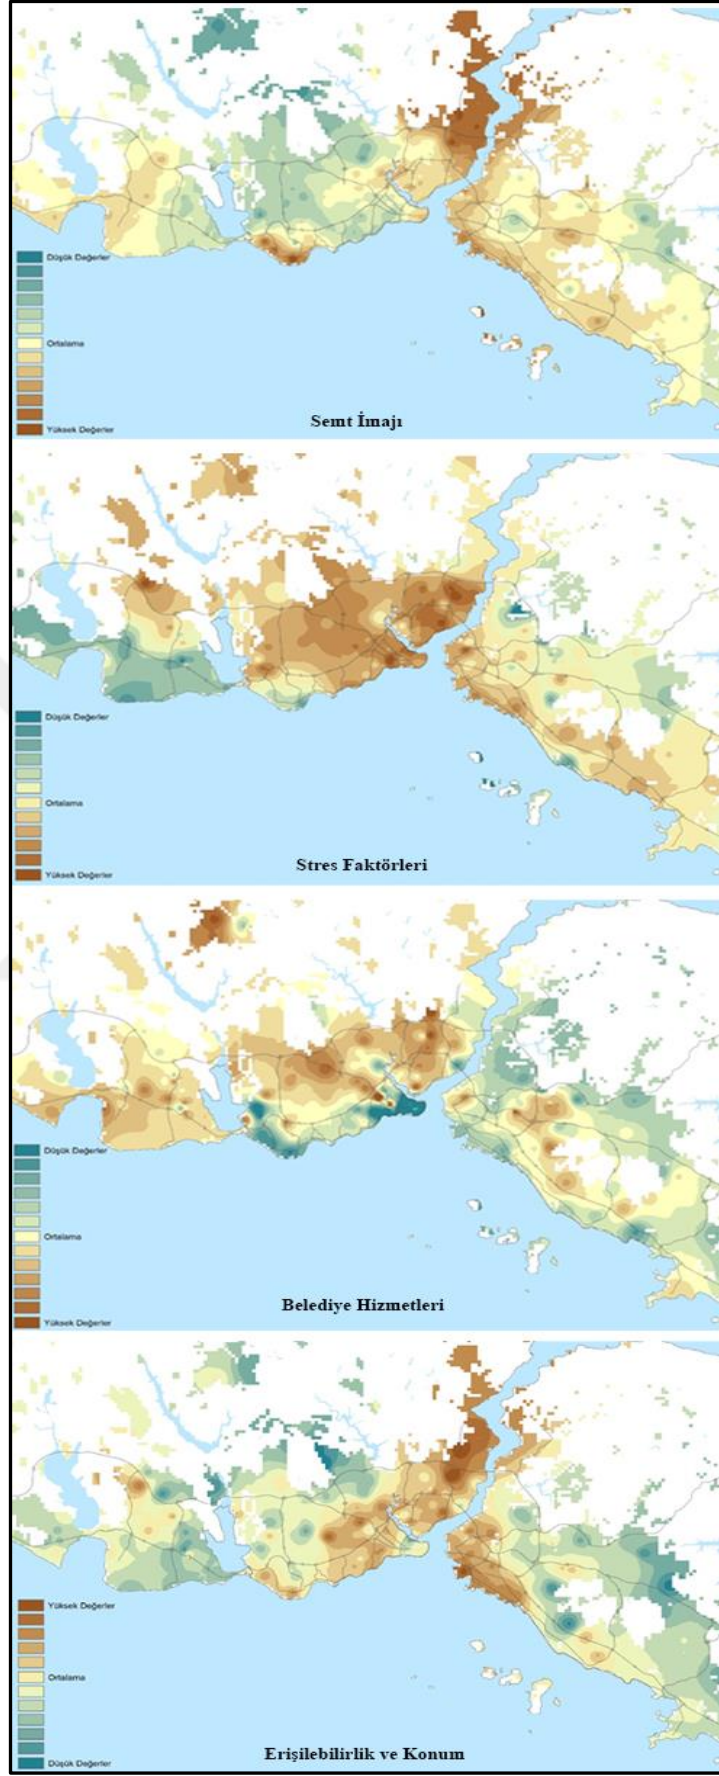 Düşük Değerler
Ortalama
Yüksek Değerler
Semt İmajı
Düşük Değerler
Ortalama
Yüksek Değerler
Stres Faktörleri
Düşük Değerler
Ortalama
Yüksek Değerler
Belediye Hizmetleri
Yüksek Değerler
Ortalama
Düşük Değerler
Erişilebilirlik ve Konum